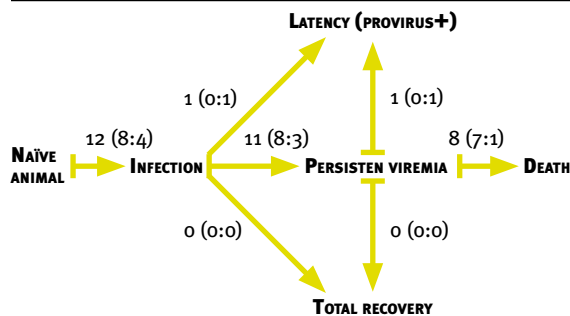 LATENCY (PROVIRUS+)
1 (0:1)
1 (0:1)
12 (8:4)
11 (8:3)
8 (7:1)
NAÏVE
ANIMAL
INFECTION
PERSISTEN VIREMIA
DEATH
0 (0:0)
0 (0:0)
TOTAL RECOVERY